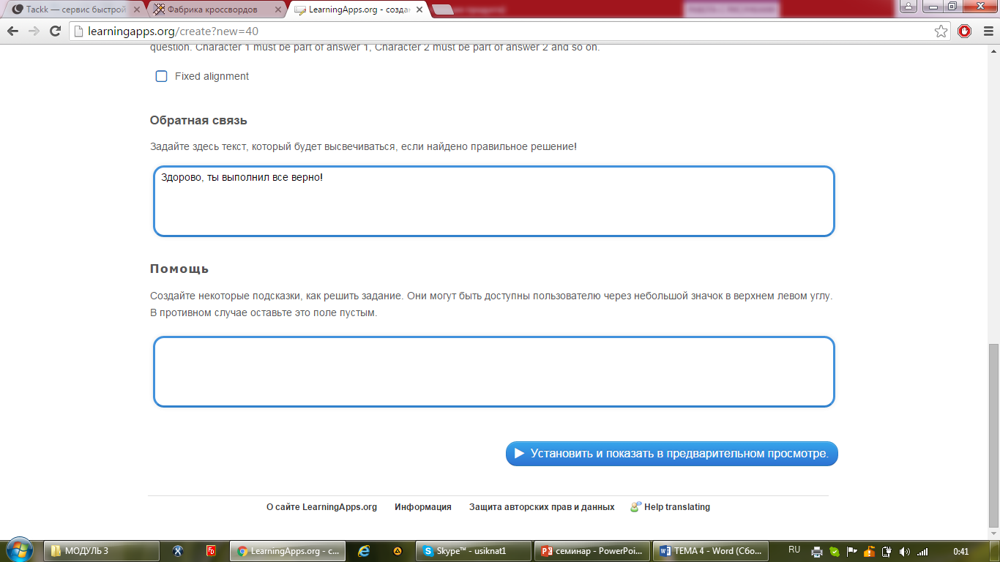 Tackk — сервис быстрой
Фабрика кроссвордов
LearningApps.org - созда
learningapps.org/create?new=40
question. Character 1 must be part of answer 1, Character 2 must be part of answer 2 and so on.
Fixed alignment
Обратная связь
Задайте здесь текст, который будет высвечиваться, если найдено правильное решение!
Здорово, ты выполнил все верно!
Помощь
Создайте некоторые подсказки, как решить задание. Они могут быть доступны пользователю через небольшой значок в верхнем левом углу.
В противном случае оставьте это поле пустым.
Установить и показать в предварительном просмотре.
О сайте LearningApps.org Информация Защита авторских прав и данных Help translating
МОДУЛЬ 3
LearningApps.org - с...
Skype™ - usiknat1
семинар - PowerPoi...
ТЕМА 4 - Word (Сбо...
RU
0:41